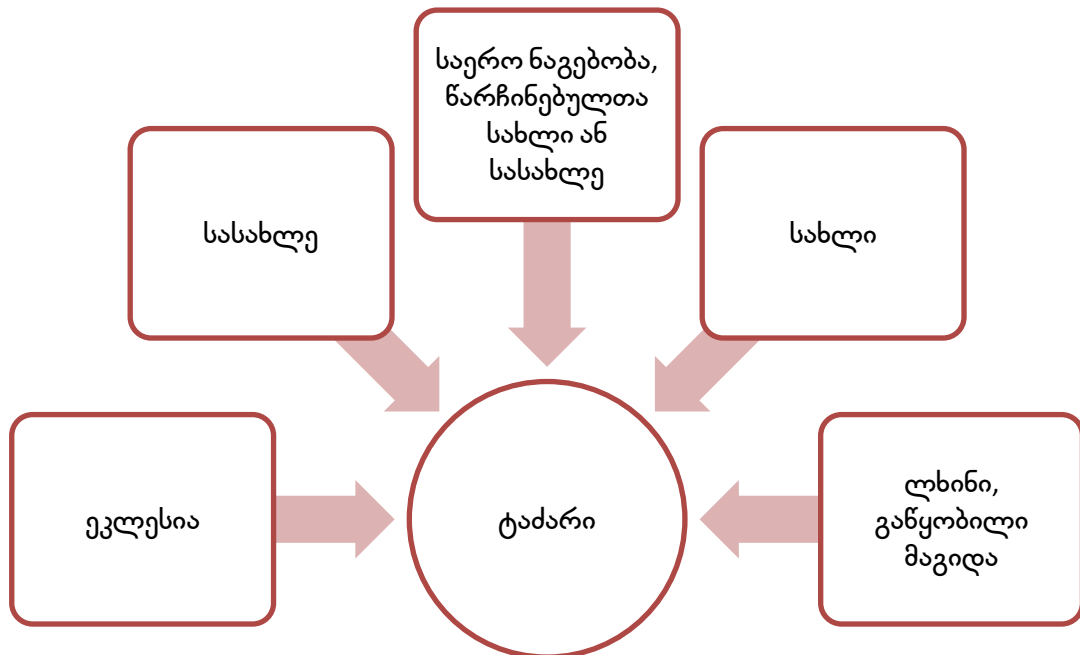 საერო ნაგებობა,
წარჩინებულთა
სახლი ან
სასახლე
სასახლე
სახლი
ეკლესია
ტაძარი
ლხინი,
გაწყობილი
მაგიდა